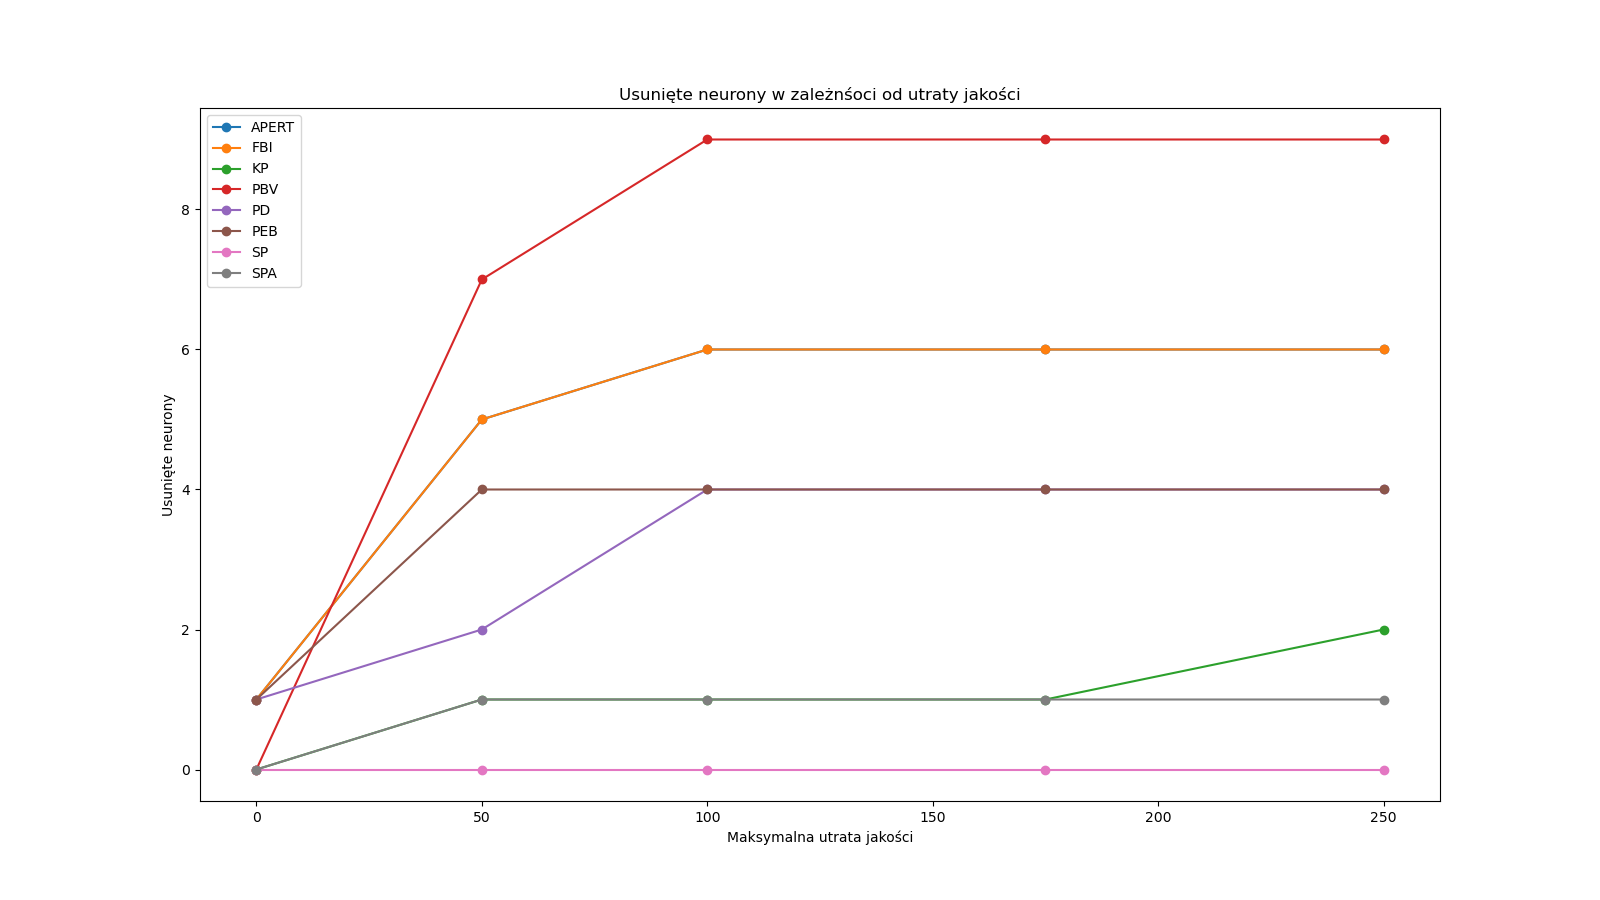 Usunięte neurony w zależnśoci od utraty jakości
APERT
FBI
KP
PBV
PD
PEB
SP
SPA
Usunięte neurony
8
6
4
2
0
0 50 100 150 200 250
Maksymalna utrata jakości